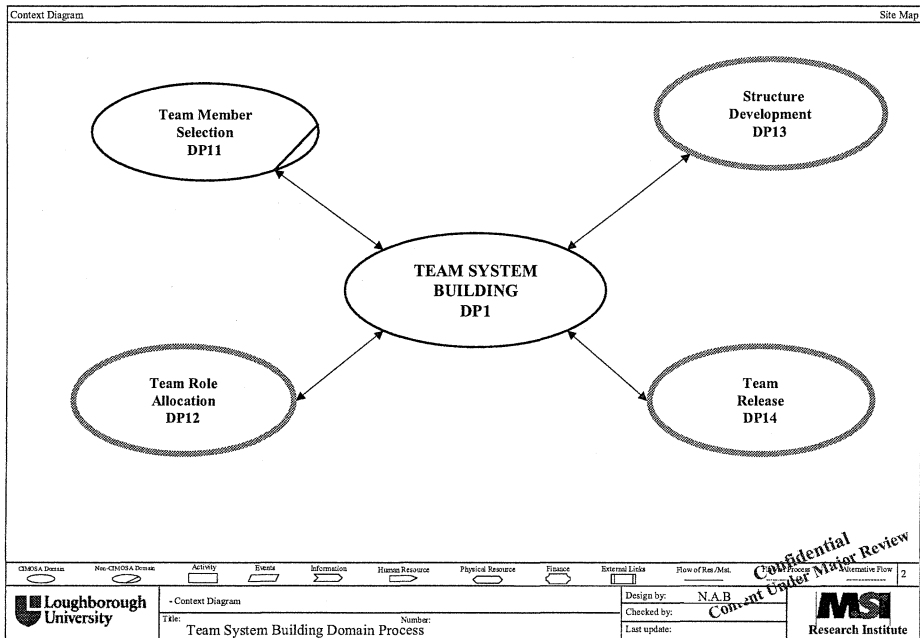 Context Diagram
Site Map
Team Member
Selection
DP11
Structure
Development
DP13
TEAM SYSTEM
BUILDING
DP1
Team Role
Allocation
DP12
Team
Release
DP14
CIMOSA Domain
Non-CIMOSA Domain
Activity
Events
Information
Human Resource
Physical Resource
Finance
External Links
Flow of Res./Mat.
Process
Alternative Flow
2
Confidential
Content Under Major Review
Loughborough
University
- Context Diagram
Title:
Number:
Team System Building Domain Process
Design by: N.A.B
Checked by:
Last update:
MSI
Research Institute